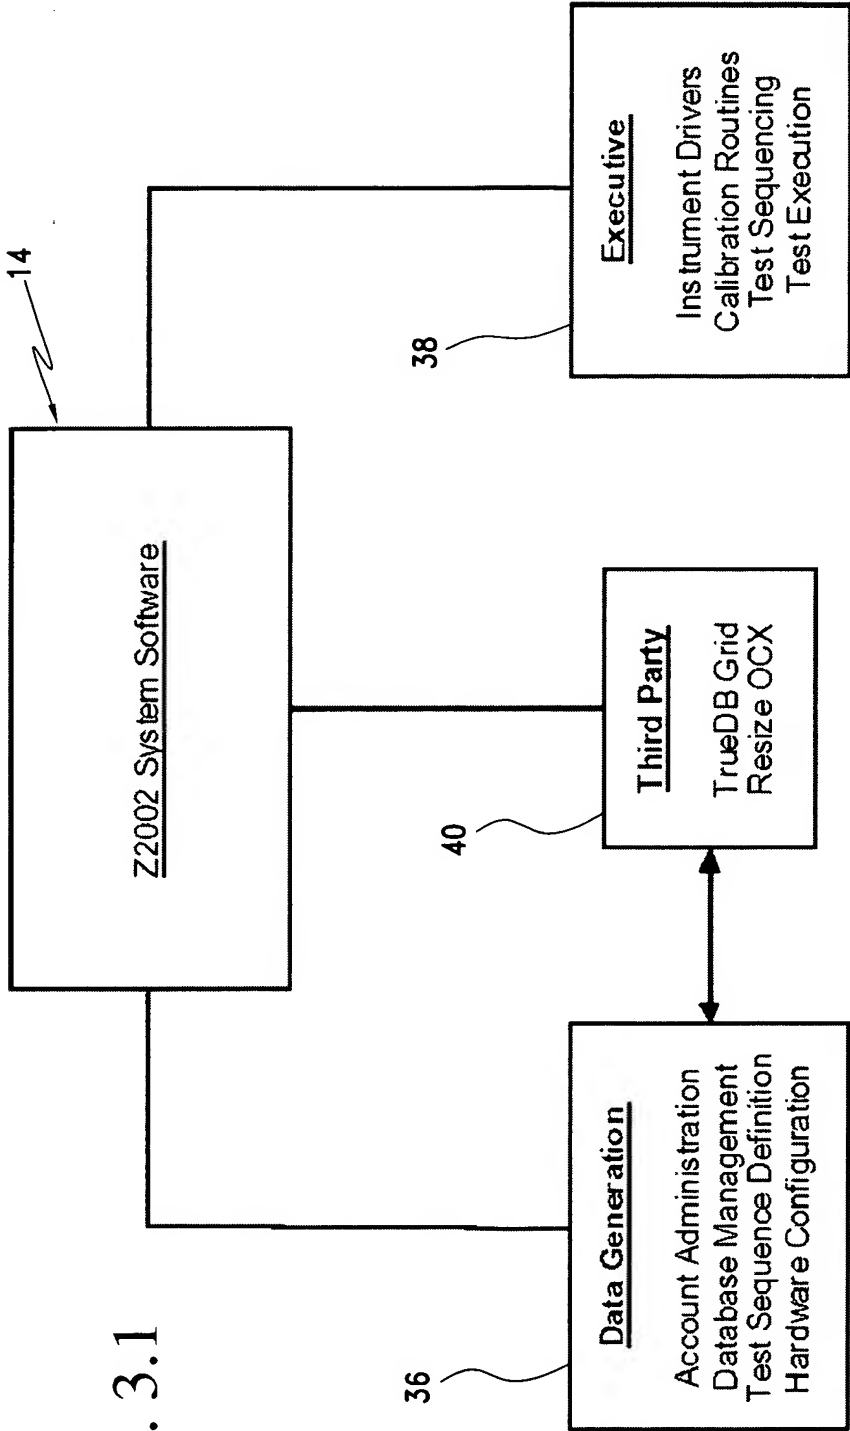 . 3.1
14
Z2002 System Software
36
Data Generation
Account Administration
Database Management
Test Sequence Definition
Hardware Configuration
40
Third Party
TrueDB Grid
Resize OCX
38
Executive
Instrument Drivers
Calibration Routines
Test Sequencing
Test Execution